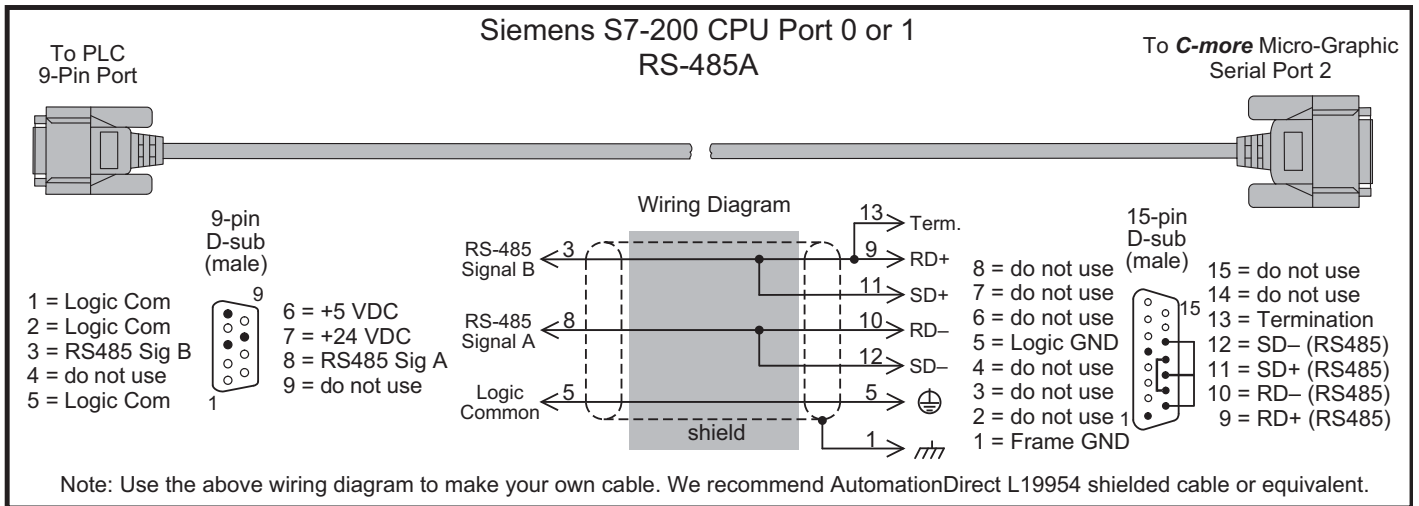 Siemens S7-200 CPU Port 0 or 1
RS-485A
To PLC
9-Pin Port
To C-more Micro-Graphic
Serial Port 2
Wiring Diagram
9-pin
D-sub
(male)
1 = Logic Com
2 = Logic Com
3 = RS485 Sig B
4 = do not use
5 = Logic Com
9
1
6 = +5 VDC
7 = +24 VDC
8 = RS485 Sig A
9 = do not use
RS-485
Signal B
3
RS-485
Signal A
8
Logic
Common
5
shield
13 Term.
9 RD+
11 SD+
10 RD–
12 SD–
5
1
8 = do not use
7 = do not use
6 = do not use
5 = Logic GND
4 = do not use
3 = do not use
2 = do not use
1 = Frame GND
15-pin
D-sub
(male)
15
1
15 = do not use
14 = do not use
13 = Termination
12 = SD– (RS485)
11 = SD+ (RS485)
10 = RD– (RS485)
9 = RD+ (RS485)
Note: Use the above wiring diagram to make your own cable. We recommend AutomationDirect L19954 shielded cable or equivalent.